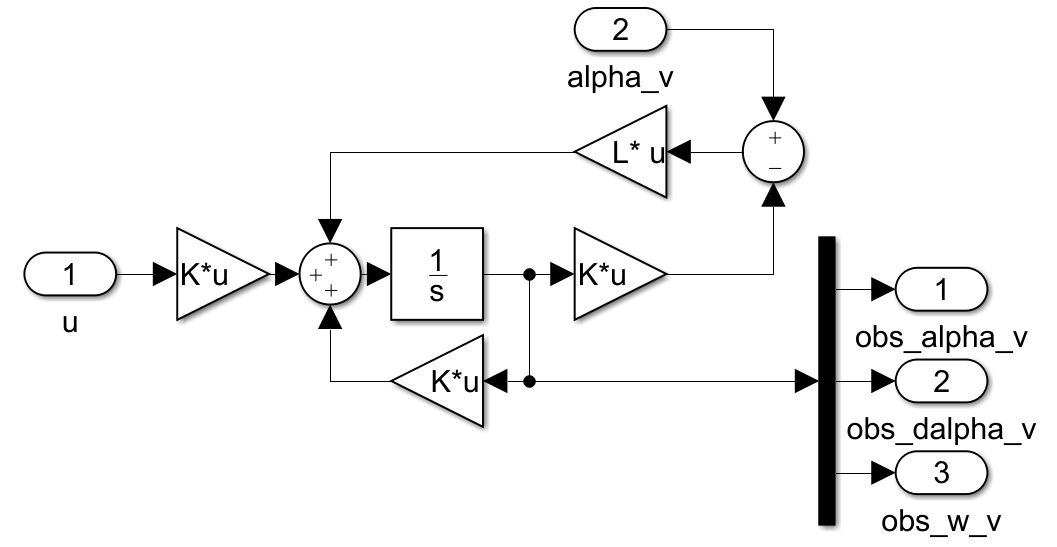 2
alpha_v
+
−
L* u
1
u
K*u
+
+
+
1
s
K*u
K*u
1
obs_alpha_v
2
obs_dalpha_v
3
obs_w_v